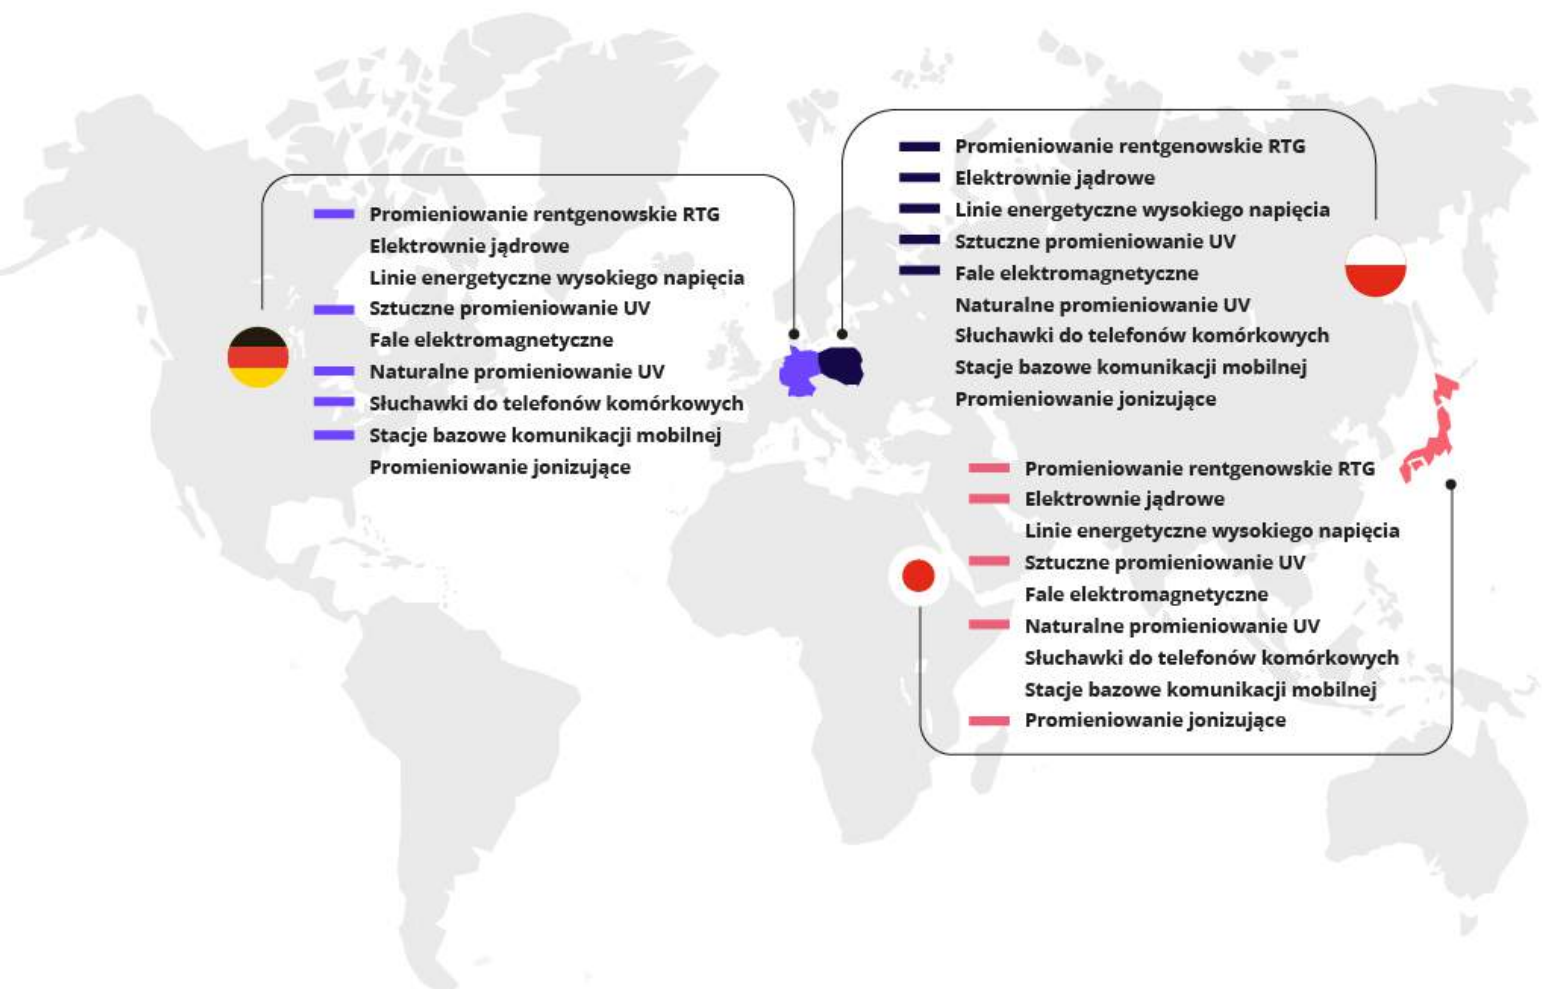 Promieniowanie rentgenowskie RTG
Elektrownie jądrowe
Linie energetyczne wysokiego napięcia
Sztuczne promieniowanie UV
Fale elektromagnetyczne
Naturalne promieniowanie UV
Słuchawki do telefonów komórkowych
Stacje bazowe komunikacji mobilnej
Promieniowanie jonizujące
Promieniowanie rentgenowskie RTG
Elektrownie jądrowe
Linie energetyczne wysokiego napięcia
Sztuczne promieniowanie UV
Fale elektromagnetyczne
Naturalne promieniowanie UV
Słuchawki do telefonów komórkowych
Stacje bazowe komunikacji mobilnej
Promieniowanie jonizujące
Promieniowanie rentgenowskie RTG
Elektrownie jądrowe
Linie energetyczne wysokiego napięcia
Sztuczne promieniowanie UV
Fale elektromagnetyczne
Naturalne promieniowanie UV
Słuchawki do telefonów komórkowych
Stacje bazowe komunikacji mobilnej
Promieniowanie jonizujące